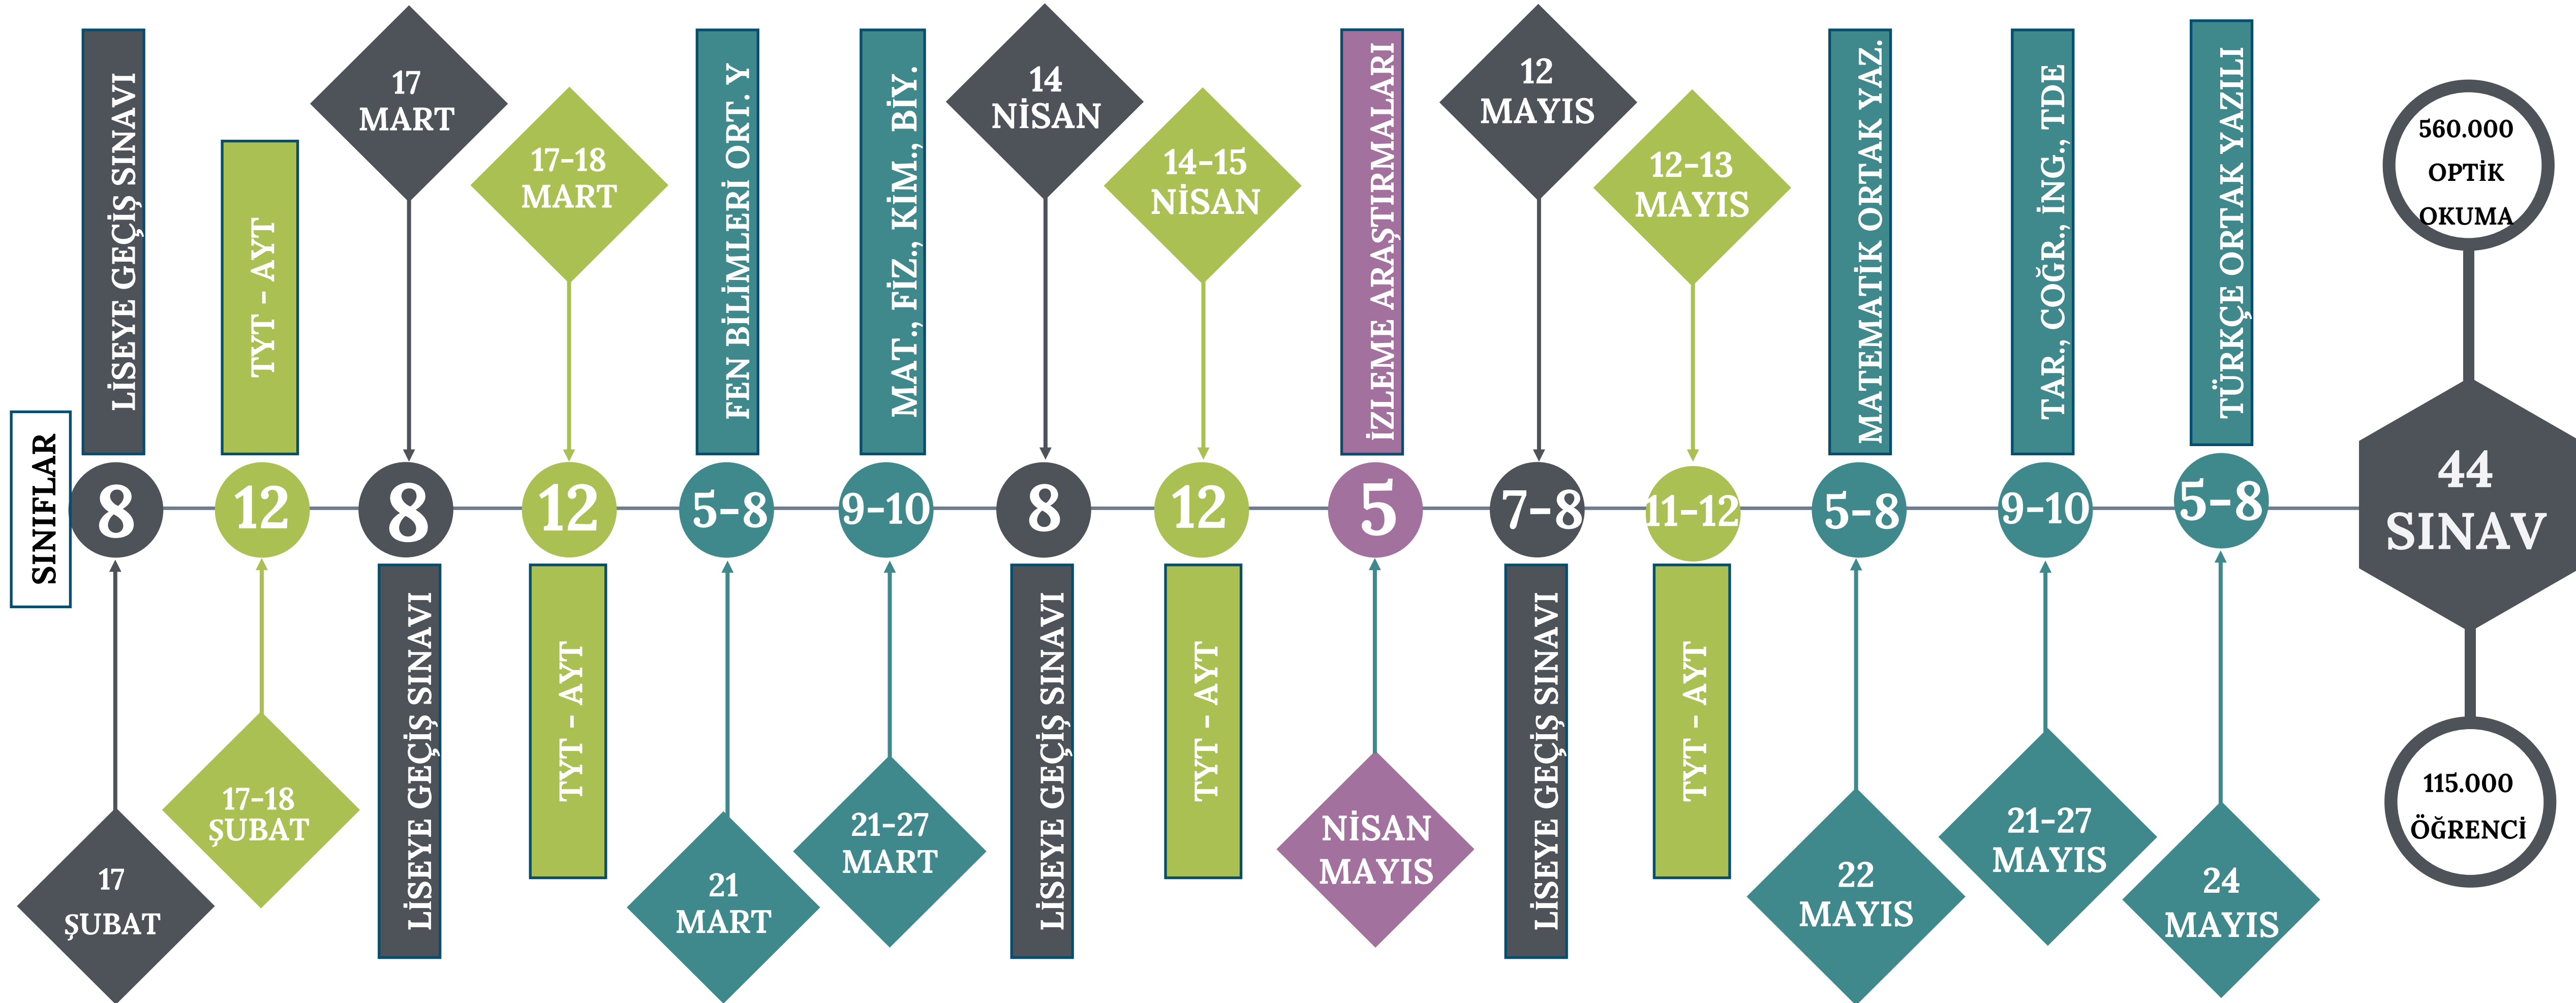 SINIFLAR
LİSEYE GEÇİŞ SINAVI
8
17
ŞUBAT
TYT - AYT
12
17-18
ŞUBAT
17
MART
8
LİSEYE GEÇİŞ SINAVI
17-18
MART
12
TYT - AYT
FEN BİLİMLERİ ORT. Y
5-8
21
MART
MAT., FİZ., KİM., BİY.
9-10
21-27
MART
14
NİSAN
8
LİSEYE GEÇİŞ SINAVI
14-15
NİSAN
12
TYT - AYT
İZLEME ARAŞTIRMALARI
5
NİSAN
MAYIS
12
MAYIS
7-8
LİSEYE GEÇİŞ SINAVI
12-13
MAYIS
11-12
TYT - AYT
MATEMATİK ORTAK YAZ.
5-8
22
MAYIS
TAR., COĞR., İNG., TDE
9-10
21-27
MAYIS
TÜRKÇE ORTAK YAZILI
5-8
24
MAYIS
560.000
OPTİK
OKUMA
44
SINAV
115.000
ÖĞRENCİ